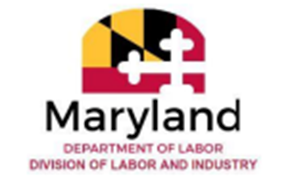 Maryland
DEPARTMENT OF LABOR
DIVISION OF LABOR AND INDUSTRY